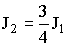 J₂ = 3/4 J₁